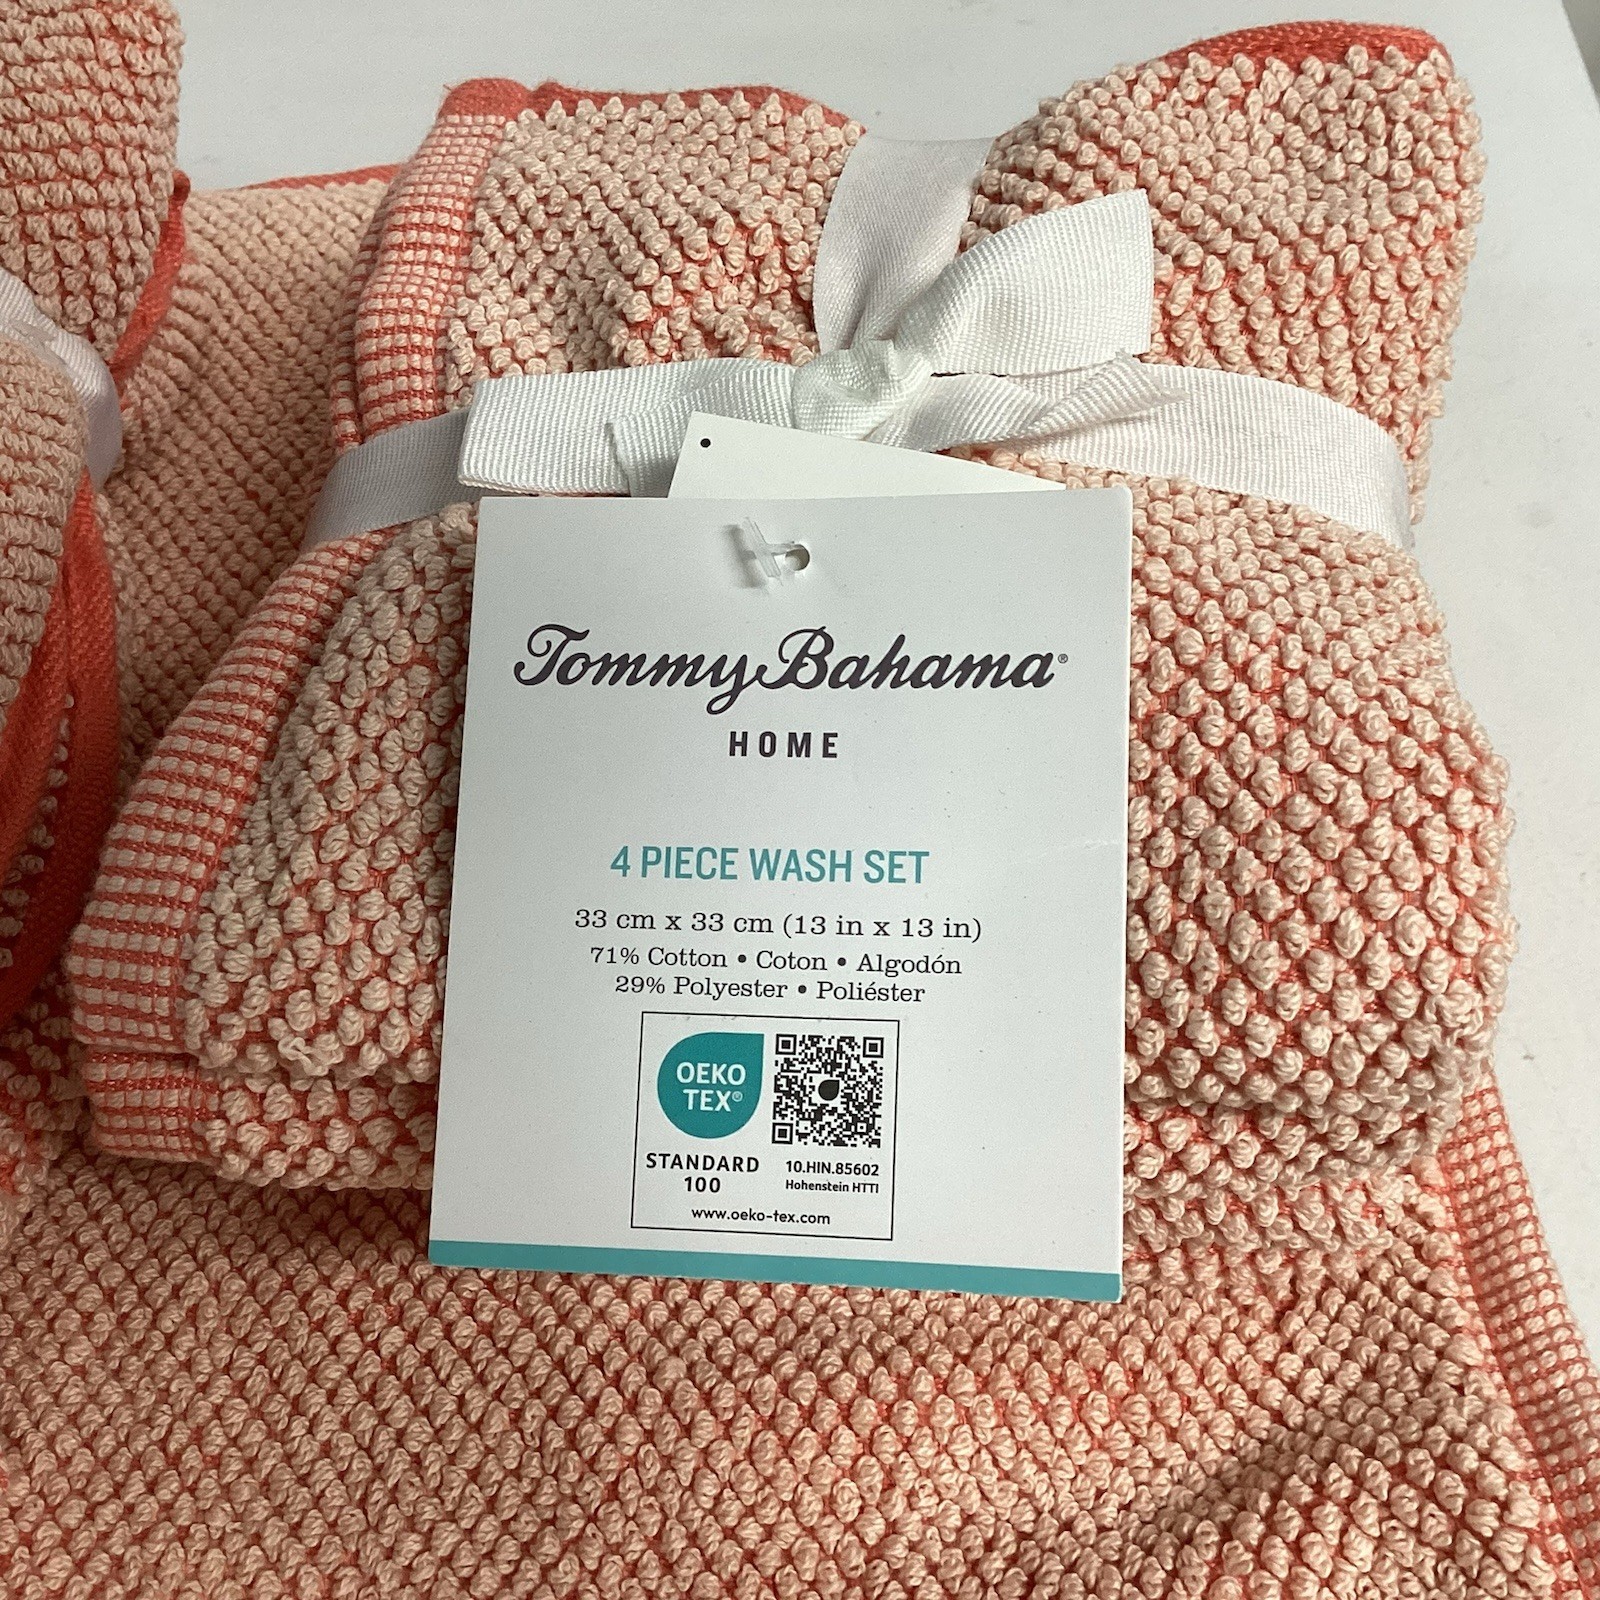 Tommy Bahama®
HOME
4 PIECE WASH SET
33 cm x 33 cm (13 in x 13 in)
71% Cotton • Coton • Algodón
29% Polyester • Poliéster
OEKO
TEX®
STANDARD
100
10.HIN.85602
Hohenstein HTTI
www.oeko-tex.com